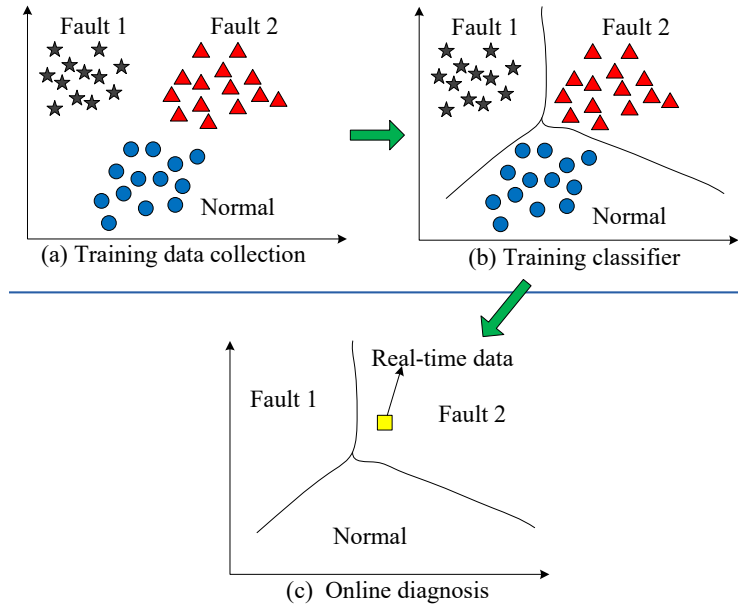 Fault 1
Fault 2
Normal
(a) Training data collection
Fault 1
Fault 2
Normal
(b) Training classifier
Real-time data
Fault 1
Fault 2
Normal
(c) Online diagnosis